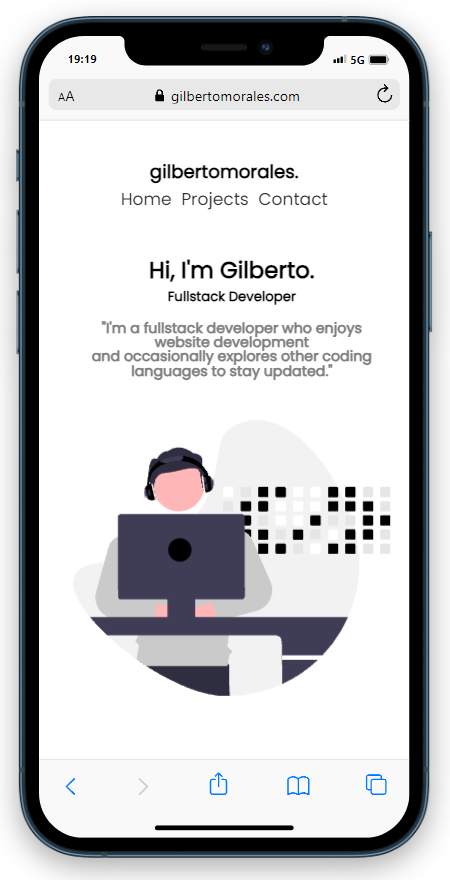 19:19
5G
AA
gilbertomorales.com
gilbertomorales.
Home Projects Contact
Hi, I'm Gilberto.
Fullstack Developer
"I'm a fullstack developer who enjoys
website development
and occasionally explores other coding
languages to stay updated."